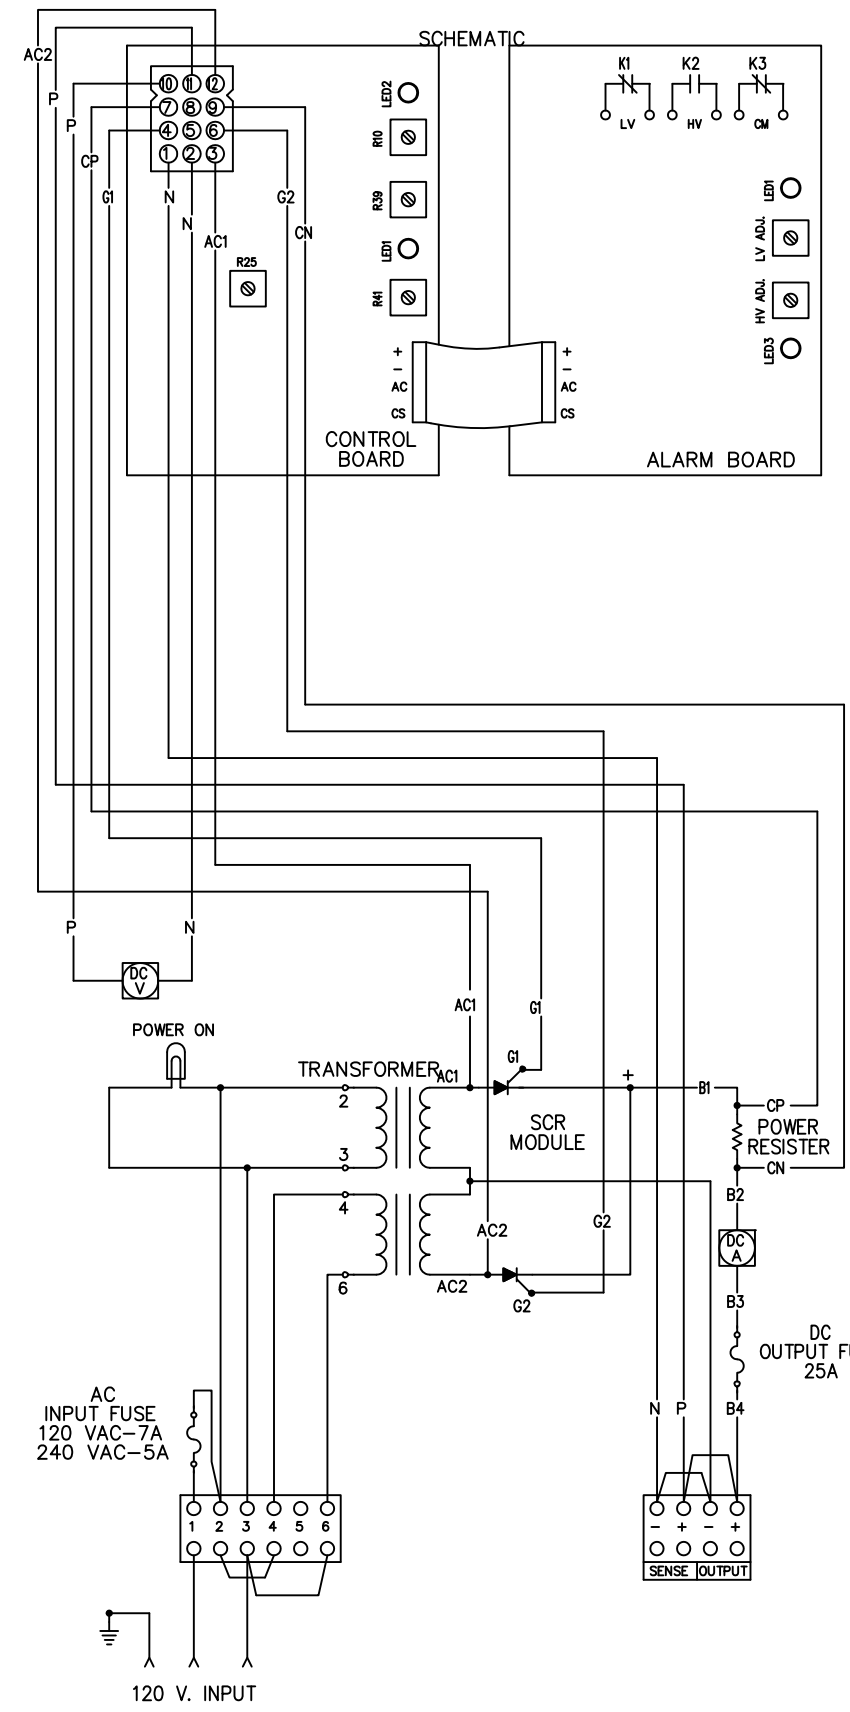 SCHEMATIC
AC2
P
P
CP
G1
10 11 12
7 8 9
4 5 6
1 2 3
N
N
AC1
G2
CN
R25
LED2
R10
R39
LED1
R41
K1 K2 K3
LV HV CM
LED1
LV ADJ.
HV ADJ.
LED3
+ +
- -
AC AC
CS CS
CONTROL
BOARD
ALARM BOARD
P N
DC
V
POWER ON
AC1
G1
TRANSFORMER
AC1
G1
+
B1
CP
2
3
4
6
SCR
MODULE
POWER
RESISTER
CN
B2
AC2
G2
DC
A
AC2
G2
B3
DC
OUTPUT FU
25A
AC
INPUT FUSE
120 VAC-7A
240 VAC-5A
N P B4
1 2 3 4 5 6
- + - +
SENSE OUTPUT
120 V. INPUT